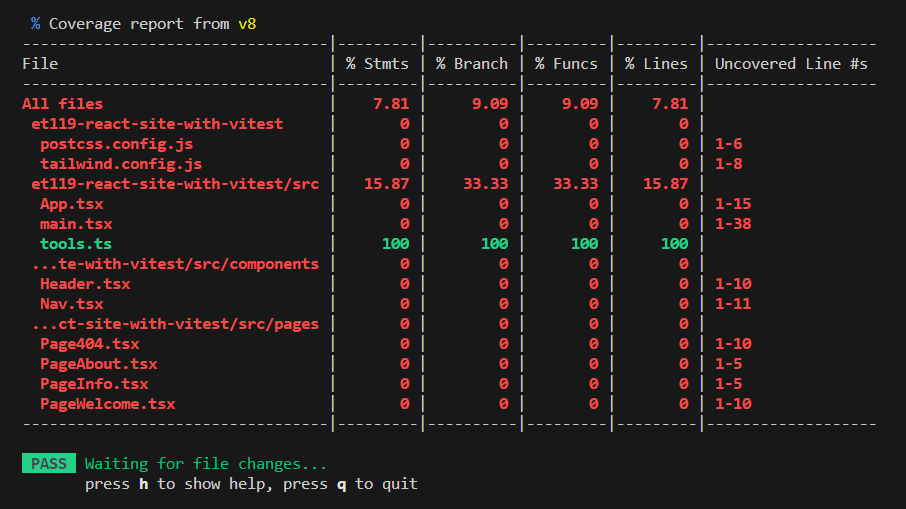 % Coverage report from v8
----------------------------------|---------|----------|---------|---------|-------------------
File                              | % Stmts | % Branch | % Funcs | % Lines | Uncovered Line #s
----------------------------------|---------|----------|---------|---------|-------------------
All files                         |    7.81 |     9.09 |    9.09 |    7.81 |
 et119-react-site-with-vitest     |       0 |        0 |       0 |       0 |
  postcss.config.js               |       0 |        0 |       0 |       0 | 1-6
  tailwind.config.js              |       0 |        0 |       0 |       0 | 1-8
 et119-react-site-with-vitest/src |   15.87 |    33.33 |   33.33 |   15.87 |
  App.tsx                         |       0 |        0 |       0 |       0 | 1-15
  main.tsx                        |       0 |        0 |       0 |       0 | 1-38
  tools.ts                        |     100 |      100 |     100 |     100 |
 ...te-with-vitest/src/components |       0 |        0 |       0 |       0 |
  Header.tsx                      |       0 |        0 |       0 |       0 | 1-10
  Nav.tsx                         |       0 |        0 |       0 |       0 | 1-11
 ...ct-site-with-vitest/src/pages |       0 |        0 |       0 |       0 |
  Page404.tsx                     |       0 |        0 |       0 |       0 | 1-10
  PageAbout.tsx                   |       0 |        0 |       0 |       0 | 1-5
  PageInfo.tsx                    |       0 |        0 |       0 |       0 | 1-5
  PageWelcome.tsx                 |       0 |        0 |       0 |       0 | 1-10
----------------------------------|---------|----------|---------|---------|-------------------
PASS Waiting for file changes...
press h to show help, press q to quit